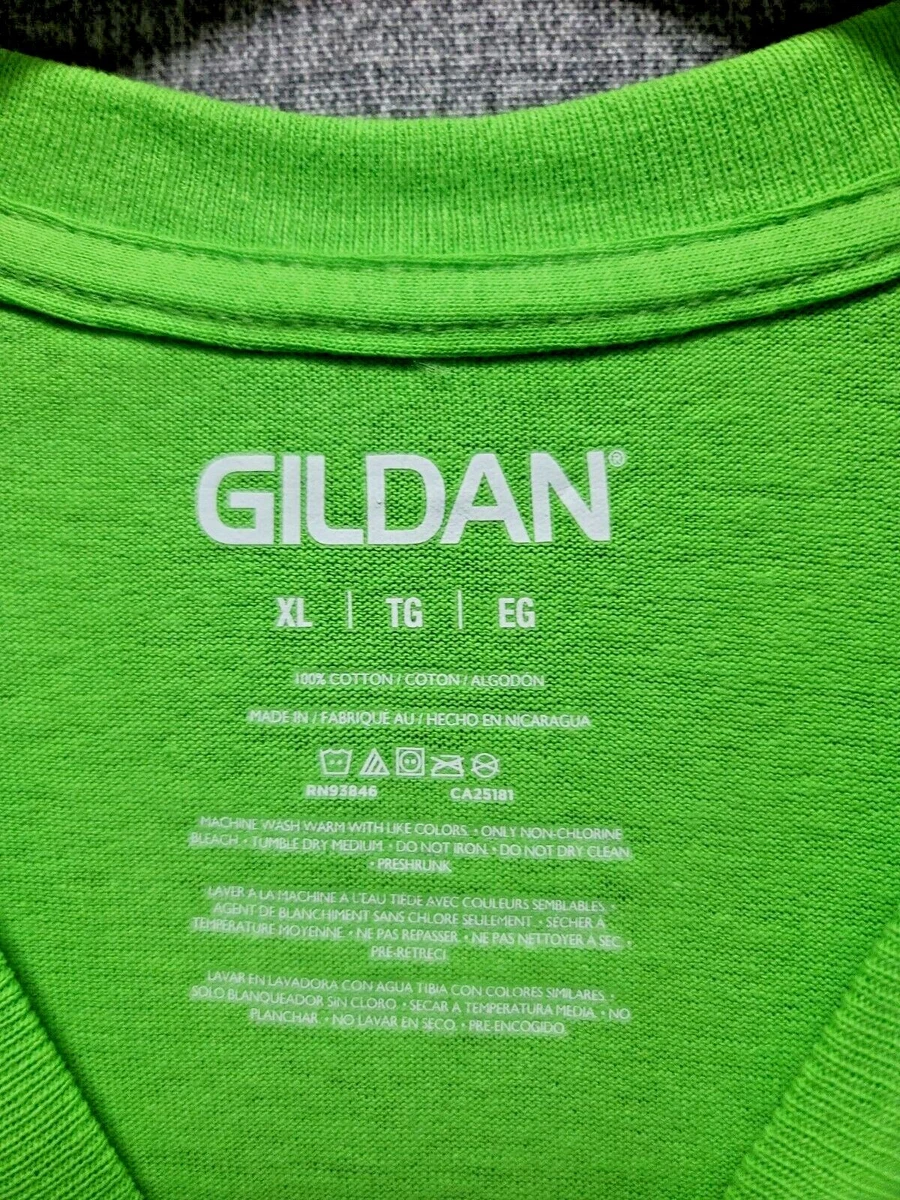 GILDAN®
XL | TG | EG
100% COTTON / COTON / ALGODÓN
MADE IN / FABRIQUÉ AU / HECHO EN NICARAGUA
RN93846 CA25181
MACHINE WASH WARM WITH LIKE COLORS. • ONLY NON-CHLORINE
BLEACH. • TUMBLE DRY MEDIUM. • DO NOT IRON. • DO NOT DRY CLEAN.
• PRESHRUNK.
LAVER À LA MACHINE À L'EAU TIÈDE AVEC COULEURS SEMBLABLES. •
AGENT DE BLANCHIMENT SANS CHLORE SEULEMENT. • SÉCHER À
TEMPÉRATURE MOYENNE. • NE PAS REPASSER. • NE PAS NETTOYER À SEC. •
PRÉ-RÉTRÉCI.
LAVAR EN LAVADORA CON AGUA TIBIA CON COLORES SIMILARES. •
SOLO BLANQUEADOR SIN CLORO. • SECAR A TEMPERATURA MEDIA. • NO
PLANCHAR. • NO LAVAR EN SECO. • PRE ENCOGIDO.